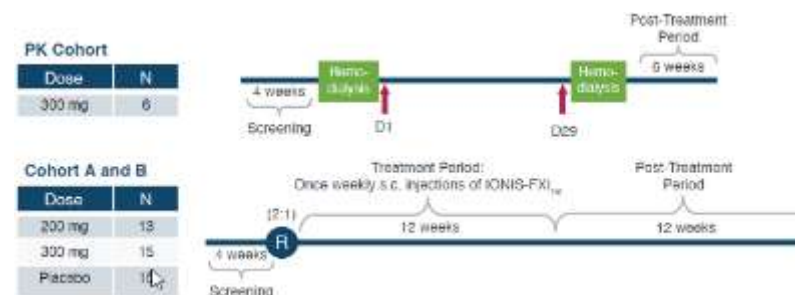 PK Cohort
Dose N
300 mg 6
Hemo-
dialysis
Hemo-
dialysis
Post-Treatment
Period
6 weeks
4 weeks
Screening
D1
D29
Cohort A and B
Dose N
200 mg 13
300 mg 15
Placebo
Treatment Period:
Once weekly s.c. injections of IONIS-FXI
12 weeks
Post-Treatment
Period
12 weeks
(2:1)
R
4 weeks
Screening